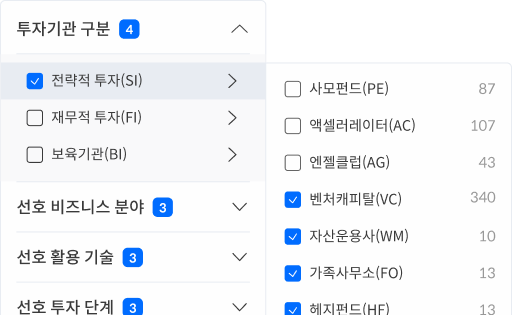 투자기관 구분 4
전략적 투자(SI)
재무적 투자(FI)
보육기관(BI)
선호 비즈니스 분야 3
선호 활용 기술 3
선호 투자 단계 3
사모펀드(PE) 87
액셀러레이터(AC) 107
엔젤클럽(AG) 43
벤처캐피탈(VC) 340
자산운용사(WM) 10
가족사무소(FO) 13
헤지펀드(HF) 13